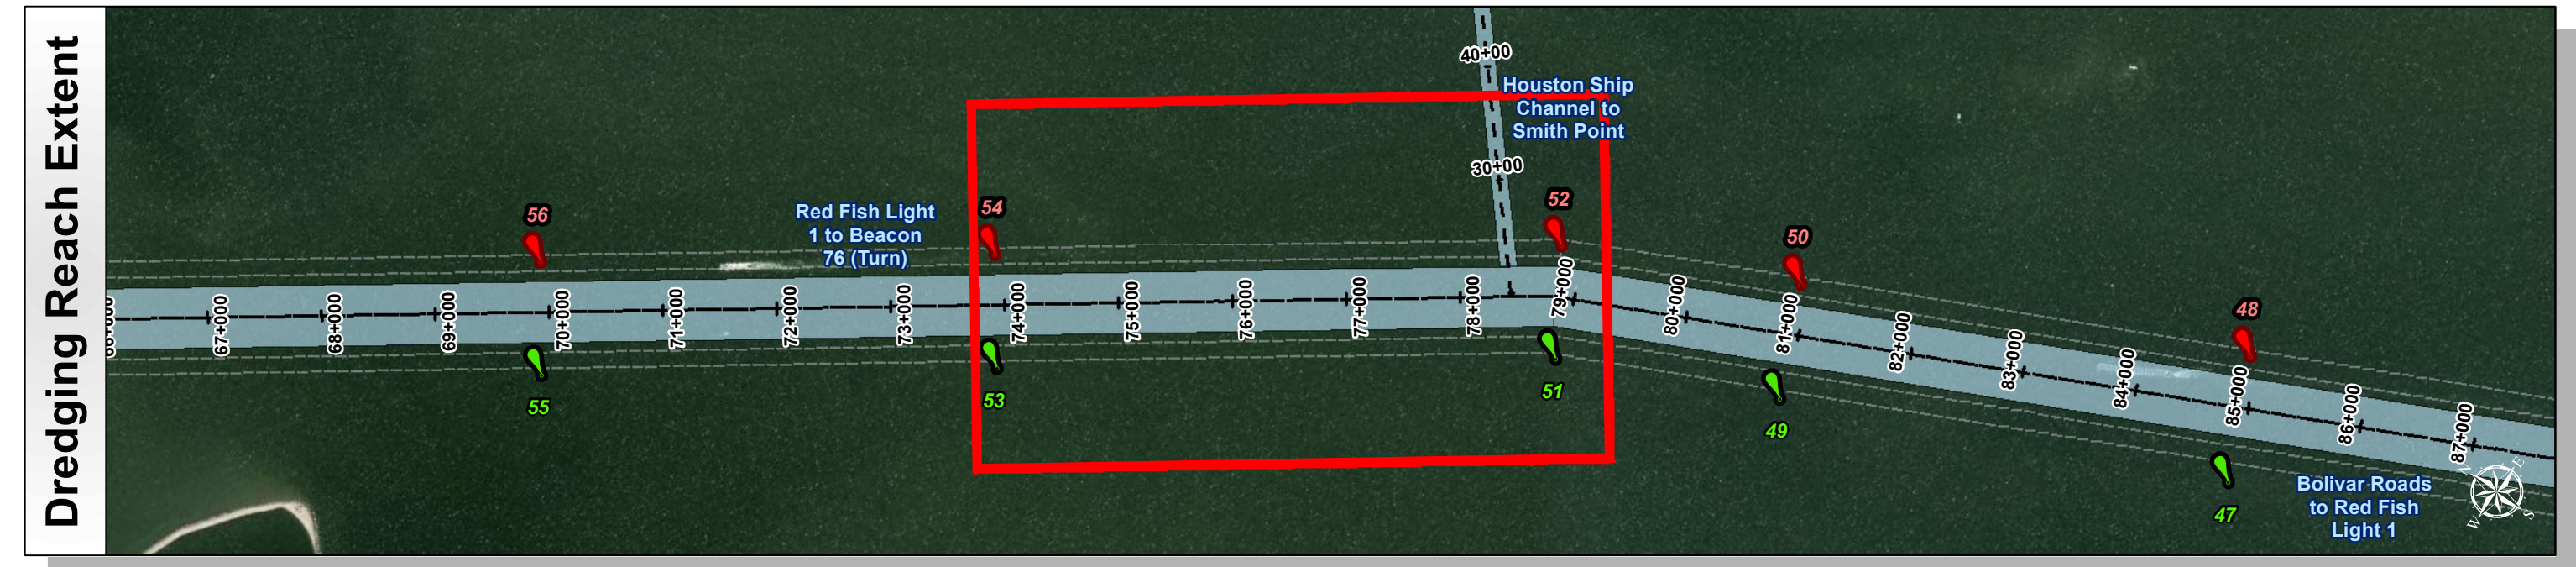 Dredging Reach Extent
40+00
Houston Ship
Channel to
Smith Point
30+00
56
Red Fish Light
1 to Beacon
76 (Turn)
54
52
50
48
66+000
67+000
68+000
69+000
70+000
71+000
72+000
73+000
74+000
75+000
76+000
77+000
78+000
79+000
80+000
81+000
82+000
83+000
84+000
85+000
86+000
87+000
55
53
51
49
47
Bolivar Roads
to Red Fish
Light 1
N
E
W
S